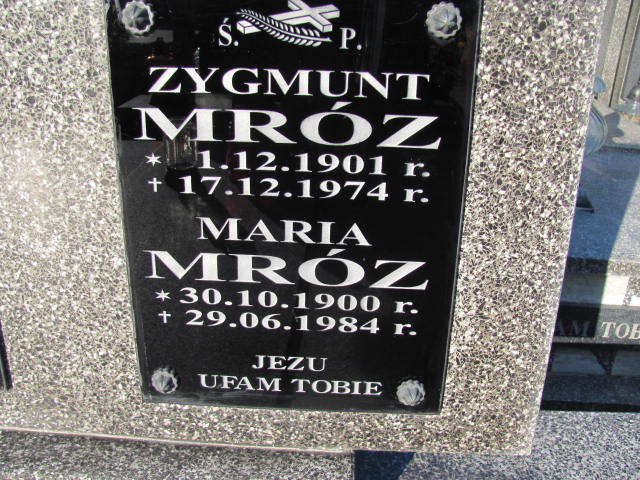 Ś. P.
ZYGMUNT
MRÓZ
* 1.12.1901 r.
† 17.12.1974 r.
MARIA
MRÓZ
* 30.10.1900 r.
† 29.06.1984 r.
JEZU
UFAM TOBIE